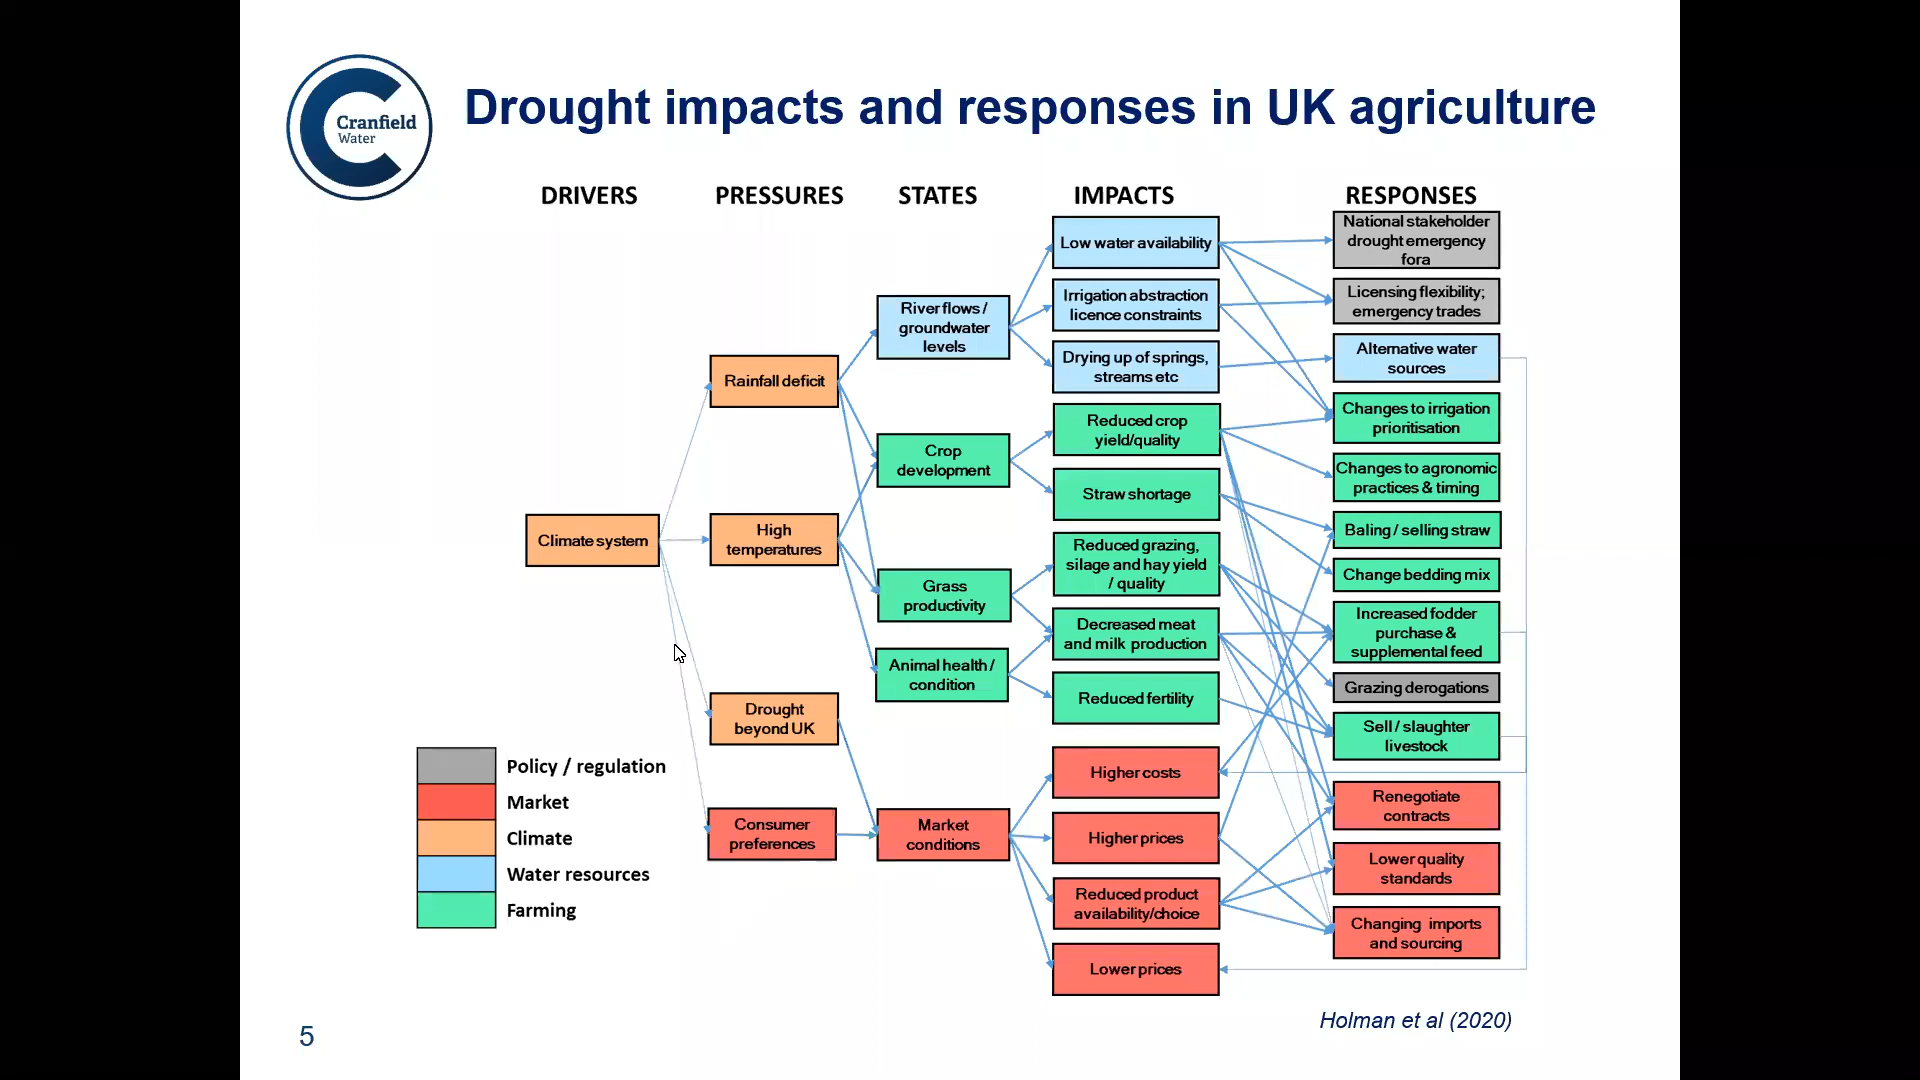 Cranfield
Water
Drought impacts and responses in UK agriculture
DRIVERS
PRESSURES
STATES
IMPACTS
RESPONSES
Climate system
Rainfall deficit
High
temperatures
Drought
beyond UK
Consumer
preferences
River flows /
groundwater
levels
Crop
development
Grass
productivity
Animal health /
condition
Market
conditions
Low water availability
Irrigation abstraction
licence constraints
Drying up of springs,
streams etc
Reduced crop
yield/quality
Straw shortage
Reduced grazing,
silage and hay yield
/ quality
Decreased meat
and milk production
Reduced fertility
Higher costs
Higher prices
Reduced product
availability/choice
Lower prices
National stakeholder
drought emergency
fora
Licensing flexibility;
emergency trades
Alternative water
sources
Changes to irrigation
prioritisation
Changes to agronomic
practices & timing
Baling / selling straw
Change bedding mix
Increased fodder
purchase &
supplemental feed
Grazing derogations
Sell / slaughter
livestock
Renegotiate
contracts
Lower quality
standards
Changing imports
and sourcing
Policy / regulation
Market
Climate
Water resources
Farming
Holman et al (2020)
5